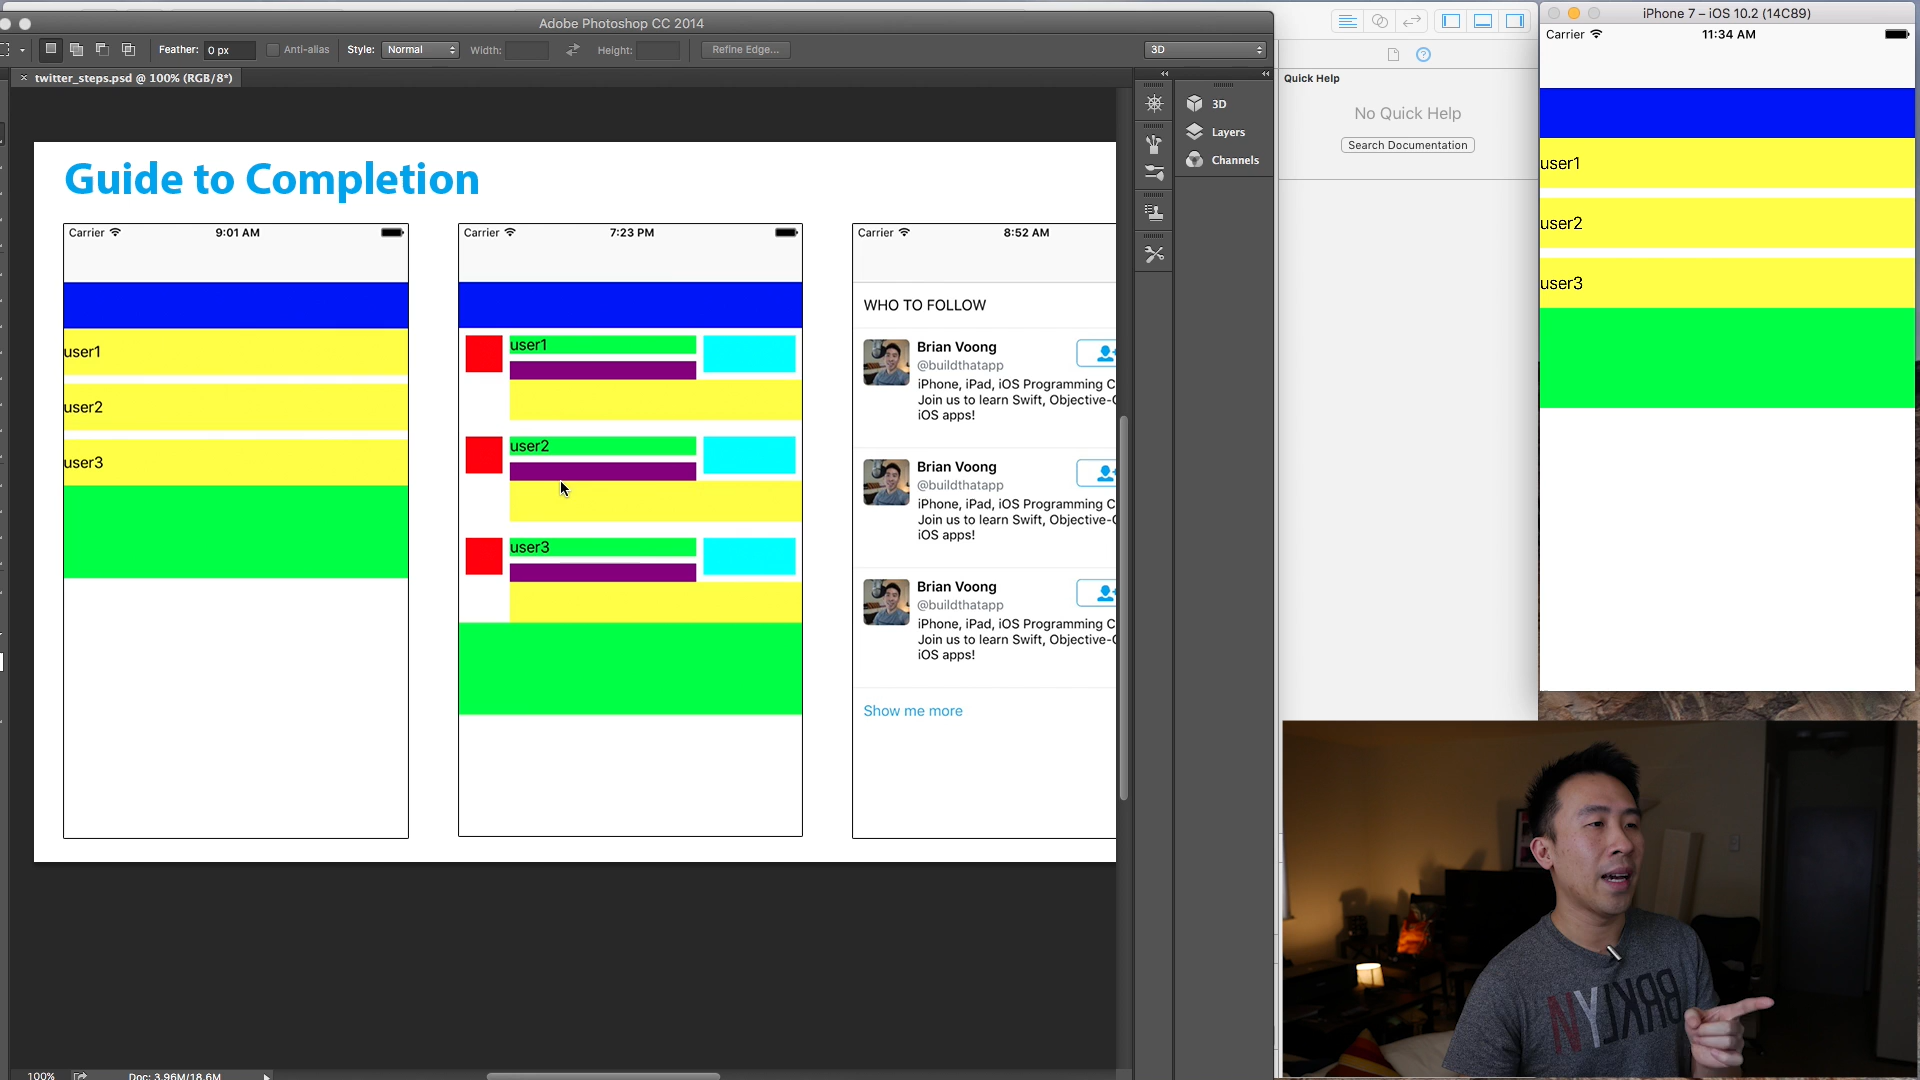 Adobe Photoshop CC 2014
Feather: 0 px
Anti-alias
Style: Normal
Width:
Height:
Refine Edge...
3D
× twitter_steps.psd @ 100% (RGB/8*)
3D
Layers
Channels
Guide to Completion
Carrier 9:01 AM
user1
user2
user3
Carrier 7:23 PM
user1
user2
user3
Carrier 8:52 AM
WHO TO FOLLOW
Brian Voong
@buildthatapp
iPhone, iPad, iOS Programming C
Join us to learn Swift, Objective-C
iOS apps!
Brian Voong
@buildthatapp
iPhone, iPad, iOS Programming C
Join us to learn Swift, Objective-C
iOS apps!
Brian Voong
@buildthatapp
iPhone, iPad, iOS Programming C
Join us to learn Swift, Objective-C
iOS apps!
Show me more
100%
Doc: 3.96M/18.6M
Quick Help
No Quick Help
Search Documentation
iPhone 7 – iOS 10.2 (14C89)
Carrier 11:34 AM
user1
user2
user3
BRKLYN